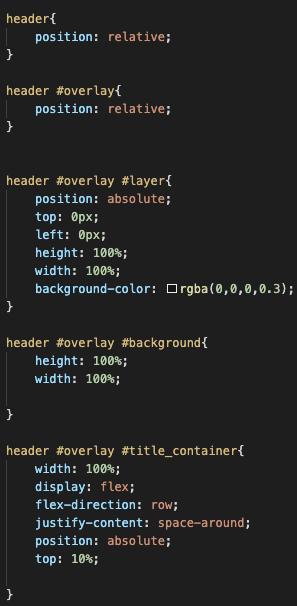 header{
position: relative;
}
header #overlay{
position: relative;
}
header #overlay #layer{
position: absolute;
top: 0px;
left: 0px;
height: 100%;
width: 100%;
background-color: rgba(0,0,0,0.3);
}
header #overlay #background{
height: 100%;
width: 100%;
}
header #overlay #title_container{
width: 100%;
display: flex;
flex-direction: row;
justify-content: space-around;
position: absolute;
top: 10%;
}